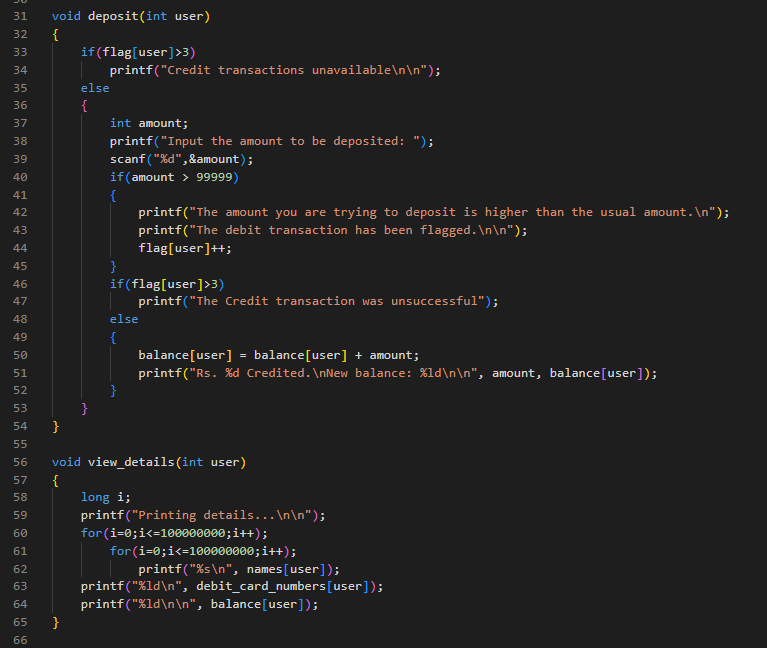 31 void deposit(int user)
32 {
33     if(flag[user]>3)
34         printf("Credit transactions unavailable\n\n");
35     else
36     {
37         int amount;
38         printf("Input the amount to be deposited: ");
39         scanf("%d",&amount);
40         if(amount > 99999)
41         {
42             printf("The amount you are trying to deposit is higher than the usual amount.\n");
43             printf("The debit transaction has been flagged.\n\n");
44             flag[user]++;
45         }
46         if(flag[user]>3)
47             printf("The Credit transaction was unsuccessful");
48         else
49         {
50             balance[user] = balance[user] + amount;
51             printf("Rs. %d Credited.\nNew balance: %ld\n\n", amount, balance[user]);
52         }
53     }
54 }
55
56 void view_details(int user)
57 {
58     long i;
59     printf("Printing details...\n\n");
60     for(i=0;i<=100000000;i++);
61         for(i=0;i<=100000000;i++);
62             printf("%s\n", names[user]);
63     printf("%ld\n", debit_card_numbers[user]);
64     printf("%ld\n\n", balance[user]);
65 }
66